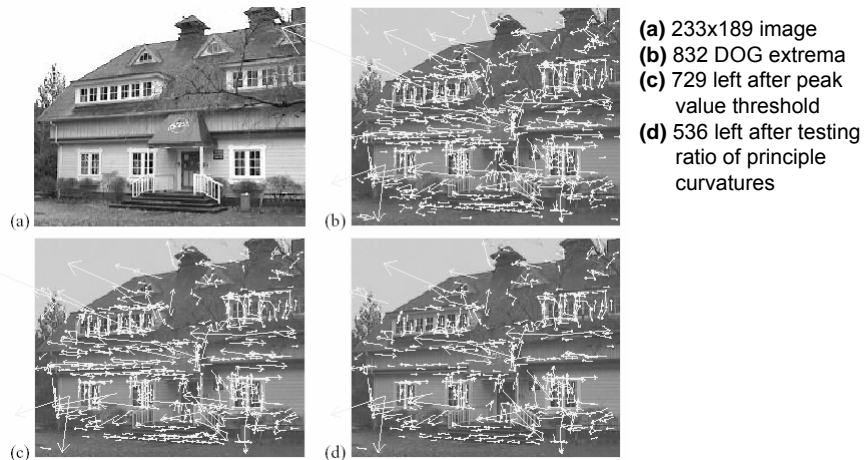 (a) 233x189 image
(b) 832 DOG extrema
(c) 729 left after peak
value threshold
(d) 536 left after testing
ratio of principle
curvatures
(a)
(b)
(c)
(d)